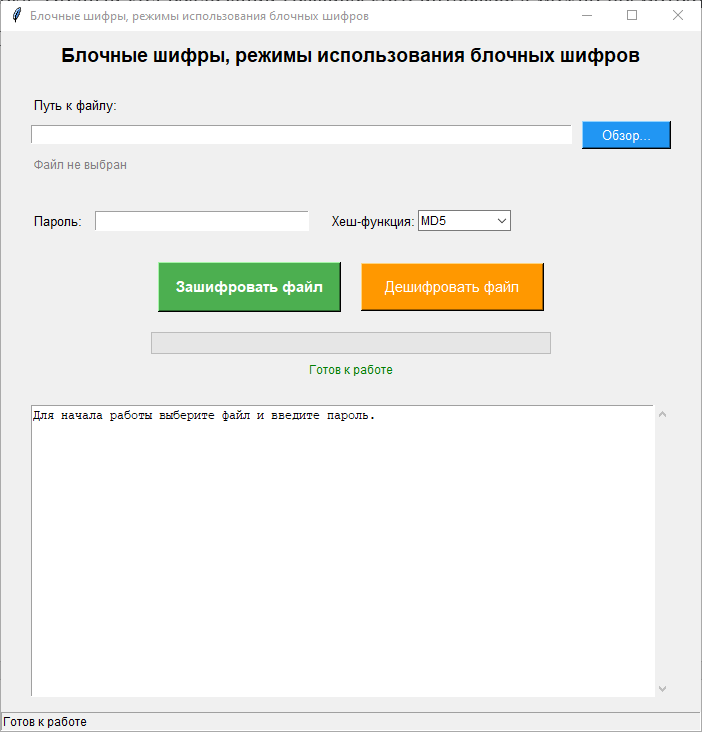 Блочные шифры, режимы использования блочных шифров
Блочные шифры, режимы использования блочных шифров
Путь к файлу:
Обзор...
Файл не выбран
Пароль:
Хеш-функция: MD5
Зашифровать файл
Дешифровать файл
Готов к работе
Для начала работы выберите файл и введите пароль.
Готов к работе